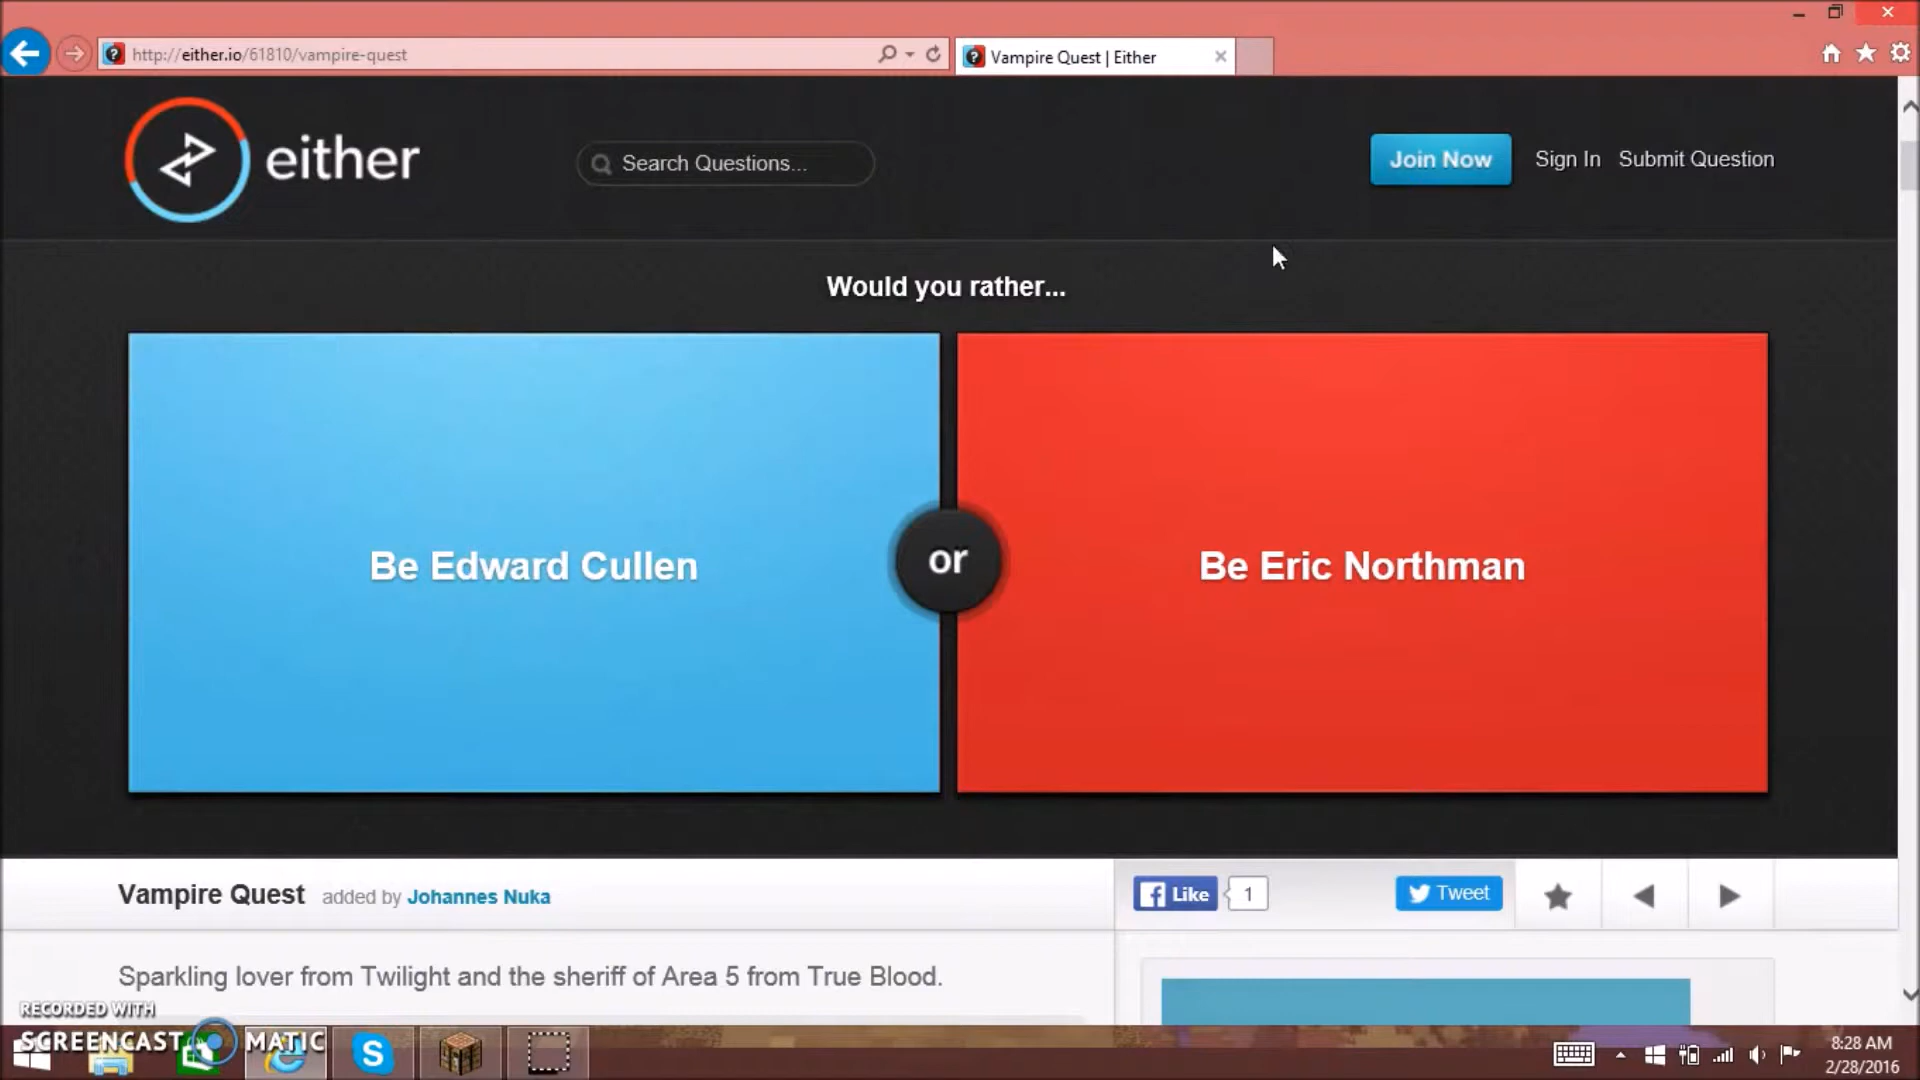 http://either.io/61810/vampire-quest
Vampire Quest | Either
either
Search Questions...
Join Now
Sign In
Submit Question
Would you rather...
Be Edward Cullen
or
Be Eric Northman
Vampire Quest added by Johannes Nuka
Like
1
Tweet
Sparkling lover from Twilight and the sheriff of Area 5 from True Blood.
RECORDED WITH
SCREENCAST MATIC
8:28 AM
2/28/2016